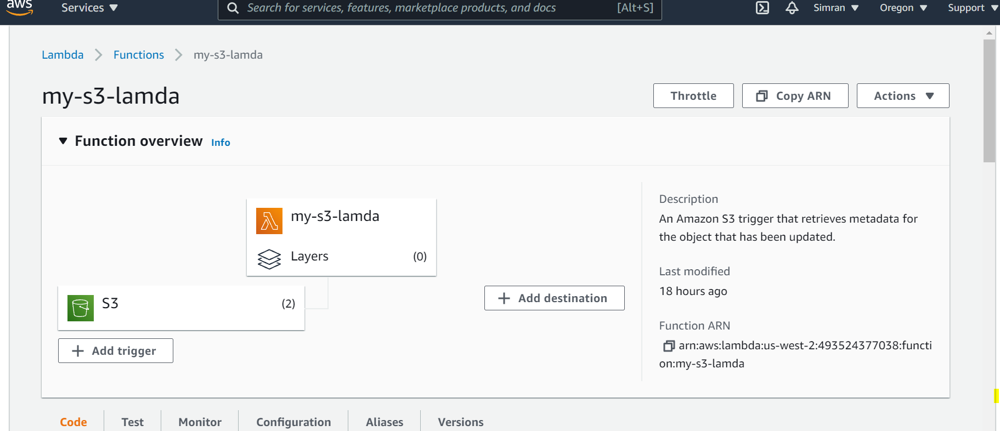 aws Services Search for services, features, marketplace products, and docs [Alt+S] Simran Oregon Support
Lambda Functions my-s3-lamda
my-s3-lamda
Throttle Copy ARN Actions
Function overview Info
my-s3-lamda
Layers (0)
S3 (2)
Add trigger
Add destination
Description
An Amazon S3 trigger that retrieves metadata for
the object that has been updated.
Last modified
18 hours ago
Function ARN
arn:aws:lambda:us-west-2:493524377038:functi
on:my-s3-lamda
Code Test Monitor Configuration Aliases Versions